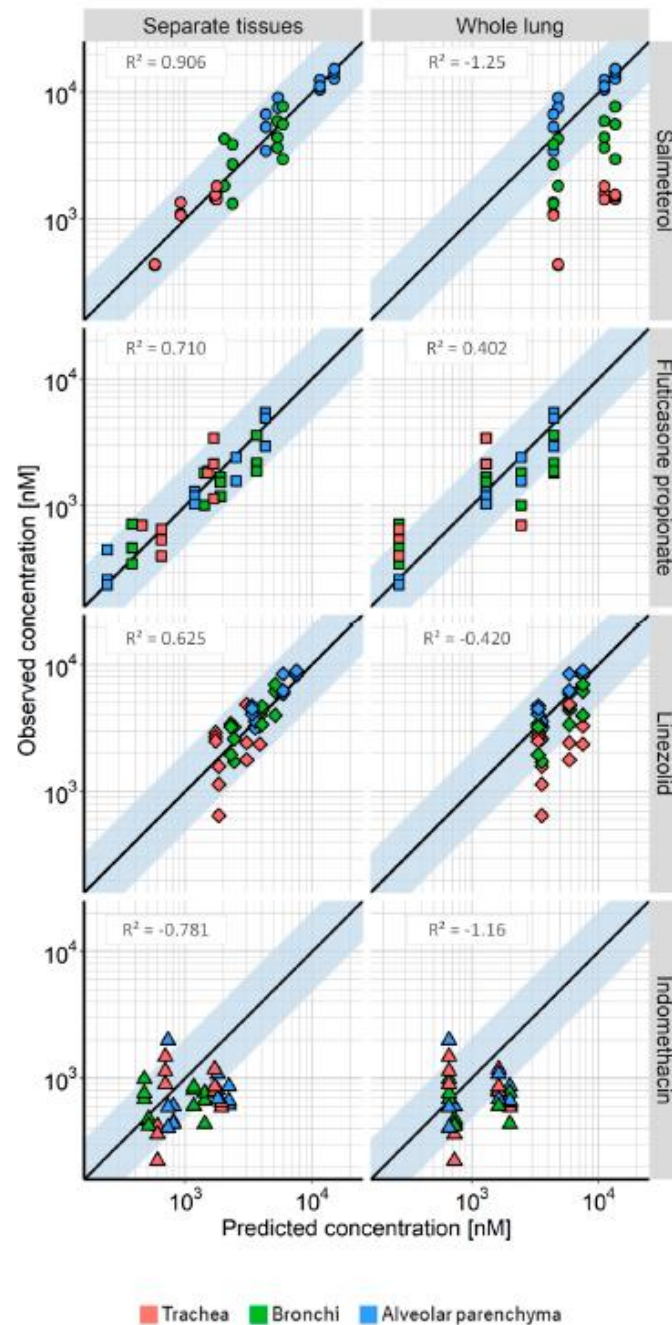 Separate tissues Whole lung
R² = 0.906 R² = -1.25
10⁴
10³
Salmeterol
R² = 0.710 R² = 0.402
10⁴
10³
Fluticasone propionate
R² = 0.625 R² = -0.420
10⁴
10³
Linezolid
R² = -0.781 R² = -1.16
10⁴
10³
Indomethacin
Observed concentration [nM]
10³ 10⁴ 10³ 10⁴
Predicted concentration [nM]
Trachea Bronchi Alveolar parenchyma